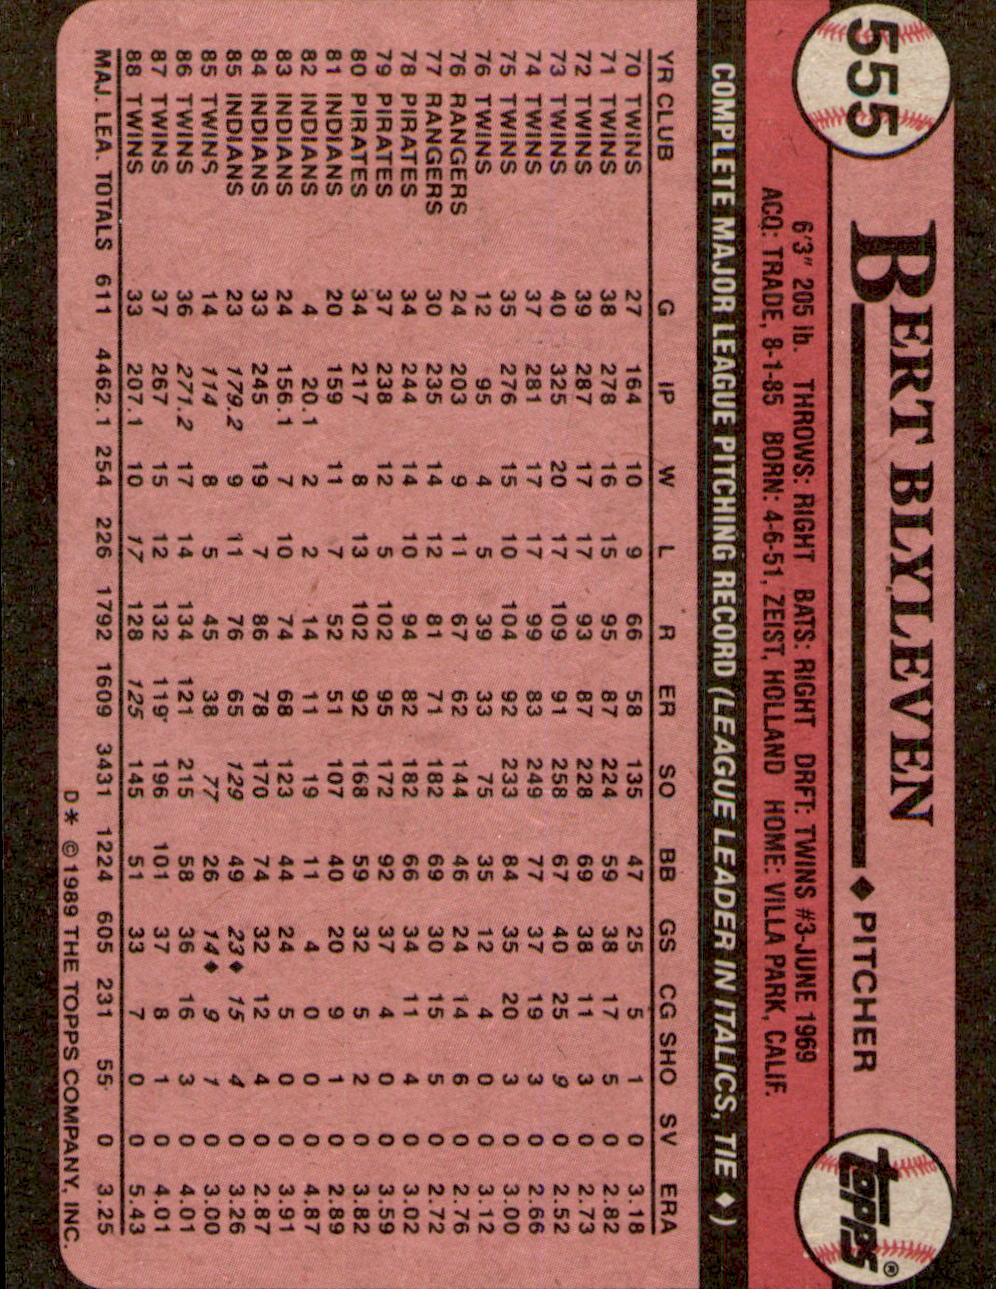 555
BERT BLYLEVEN ◆ PITCHER
topps®
6'3" 205 lb. THROWS: RIGHT BATS: RIGHT DRFT: TWINS #3-JUNE 1969
ACQ: TRADE, 8-1-85 BORN: 4-6-51, ZEIST, HOLLAND HOME: VILLA PARK, CALIF.
COMPLETE MAJOR LEAGUE PITCHING RECORD (LEAGUE LEADER IN ITALICS, TIE ◆)
YR CLUB G IP W L R ER SO BB GS CG SHO SV ERA
70 TWINS 27 164 10 9 66 58 135 47 25 5 1 0 3.18
71 TWINS 38 278 16 15 95 87 224 59 38 17 5 0 2.82
72 TWINS 39 287 17 17 93 87 228 69 38 11 3 0 2.73
73 TWINS 40 325 20 17 109 91 258 67 40 25 9 0 2.52
74 TWINS 37 281 17 17 99 83 249 77 37 19 3 0 2.66
75 TWINS 35 276 15 10 104 92 233 84 35 20 3 0 3.00
76 TWINS 12 95 4 5 39 33 75 35 12 4 0 0 3.12
76 RANGERS 24 203 9 11 67 62 144 46 24 14 6 0 2.76
77 RANGERS 30 235 14 12 81 71 182 69 30 15 5 0 2.72
78 PIRATES 34 244 14 10 94 82 182 66 34 11 4 0 3.02
79 PIRATES 37 238 12 5 102 95 172 92 37 4 0 0 3.59
80 PIRATES 34 217 8 13 102 92 168 59 32 5 2 0 3.82
81 INDIANS 20 159 11 7 52 51 107 40 20 9 1 0 2.89
82 INDIANS 4 20.1 2 2 14 11 19 11 4 0 0 0 4.87
83 INDIANS 24 156.1 7 10 74 68 123 44 24 5 0 0 3.91
84 INDIANS 33 245 19 7 86 78 170 74 32 12 4 0 2.87
85 INDIANS 23 179.2 9 11 76 65 129 49 23◆ 15 4 0 3.26
85 TWINS 14 114 8 5 45 38 77 26 14◆ 9 1 0 3.00
86 TWINS 36 271.2 17 14 134 121 215 58 36 16 3 0 4.01
87 TWINS 37 267 15 12 132 119 196 101 37 8 1 0 4.01
88 TWINS 33 207.1 10 17 128 125 145 51 33 7 0 0 5.43
MAJ. LEA. TOTALS 611 4462.1 254 226 1792 1609 3431 1224 605 231 55 0 3.25
D* © 1989 THE TOPPS COMPANY, INC.